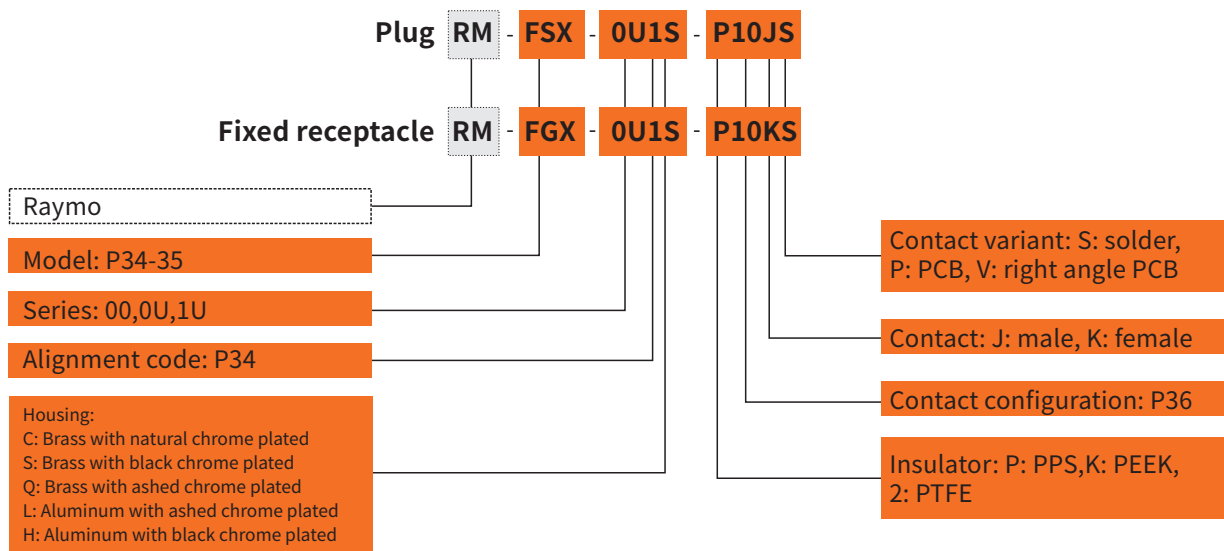 Plug RM - FSX - 0U1S - P10JS
Fixed receptacle RM - FGX - 0U1S - P10KS
Raymo
Model: P34-35
Series: 00,0U,1U
Alignment code: P34
Housing:
C: Brass with natural chrome plated
S: Brass with black chrome plated
Q: Brass with ashed chrome plated
L: Aluminum with ashed chrome plated
H: Aluminum with black chrome plated
Contact variant: S: solder,
P: PCB, V: right angle PCB
Contact: J: male, K: female
Contact configuration: P36
Insulator: P: PPS,K: PEEK,
2: PTFE